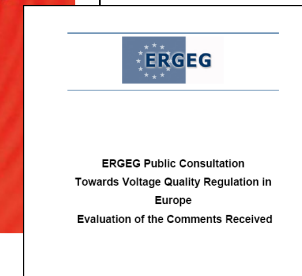 ERGEG
ERGEG Public Consultation
Towards Voltage Quality Regulation in
Europe
Evaluation of the Comments Received